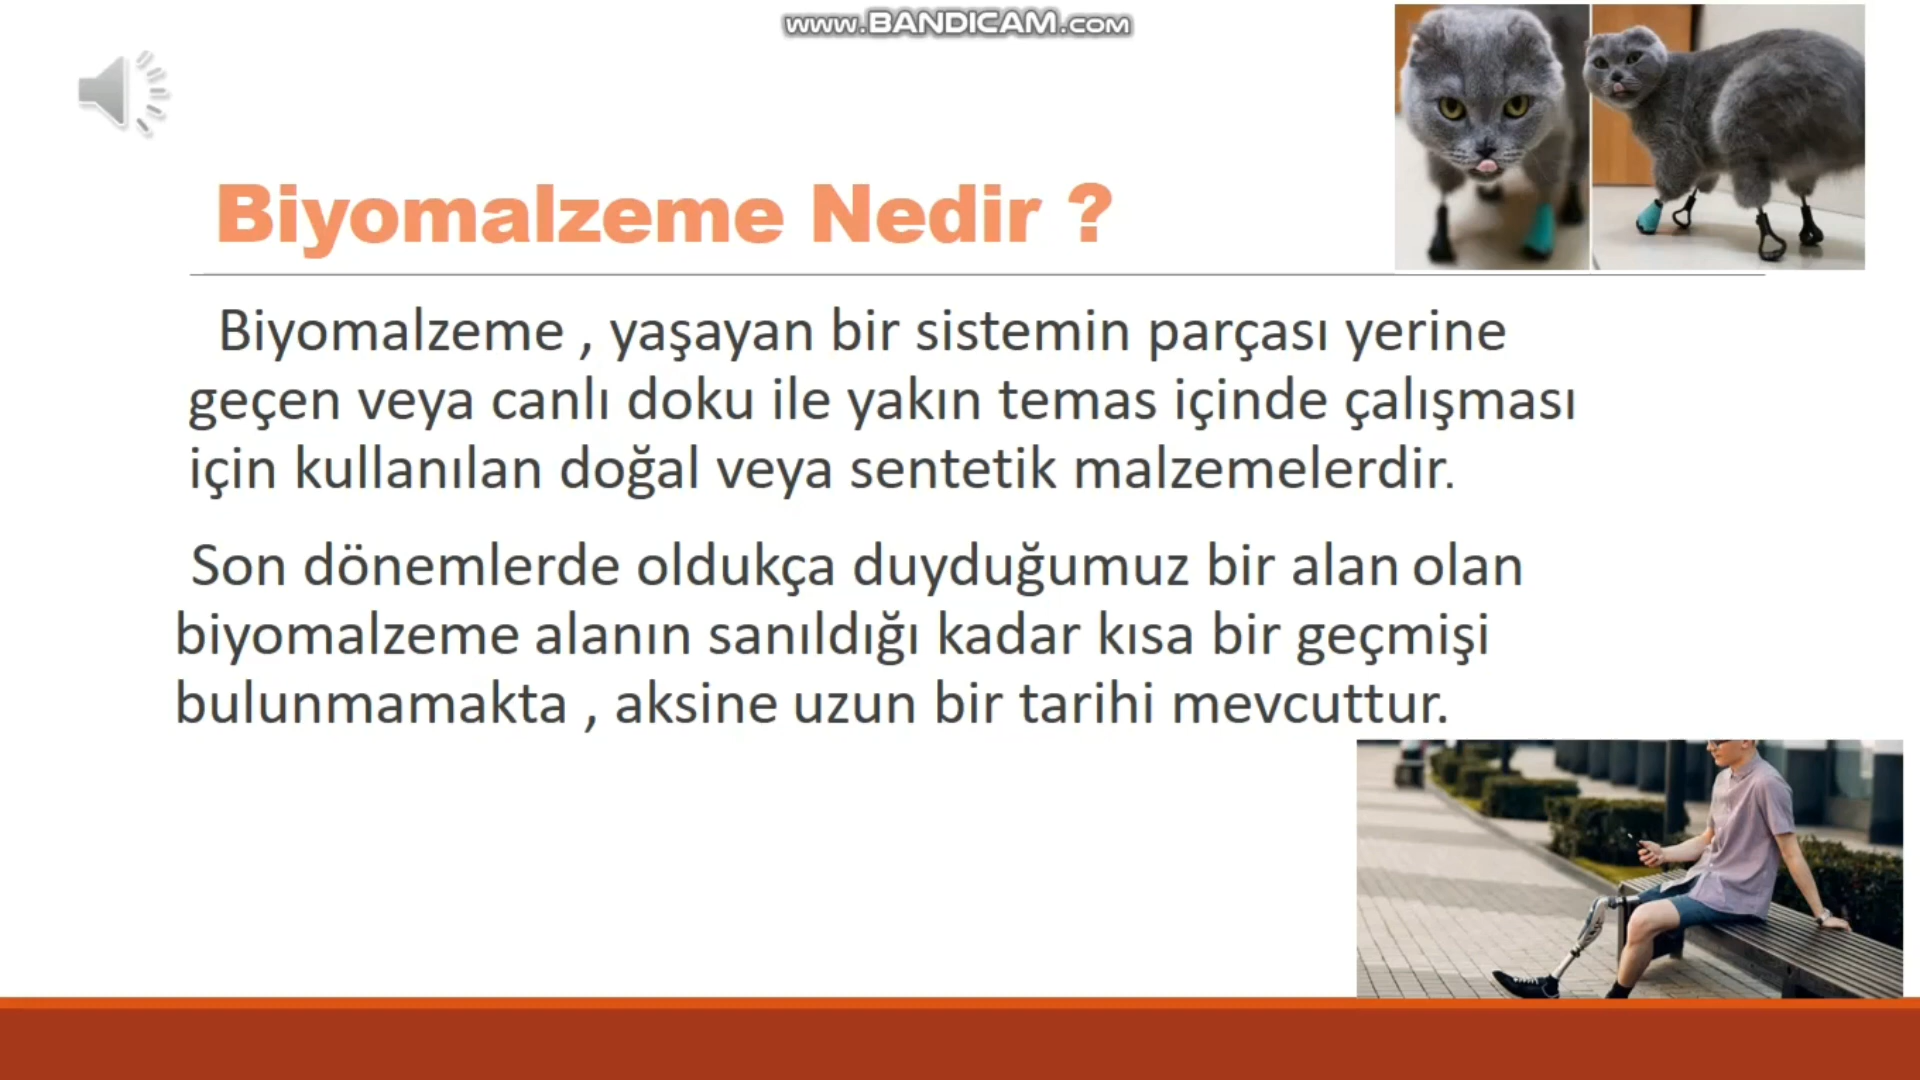 www.BANDICAM.com
Biyomalzeme Nedir ?
Biyomalzeme , yaşayan bir sistemin parçası yerine
geçen veya canlı doku ile yakın temas içinde çalışması
için kullanılan doğal veya sentetik malzemelerdir.
Son dönemlerde oldukça duyduğumuz bir alan olan
biyomalzeme alanın sanıldığı kadar kısa bir geçmişi
bulunmamakta , aksine uzun bir tarihi mevcuttur.